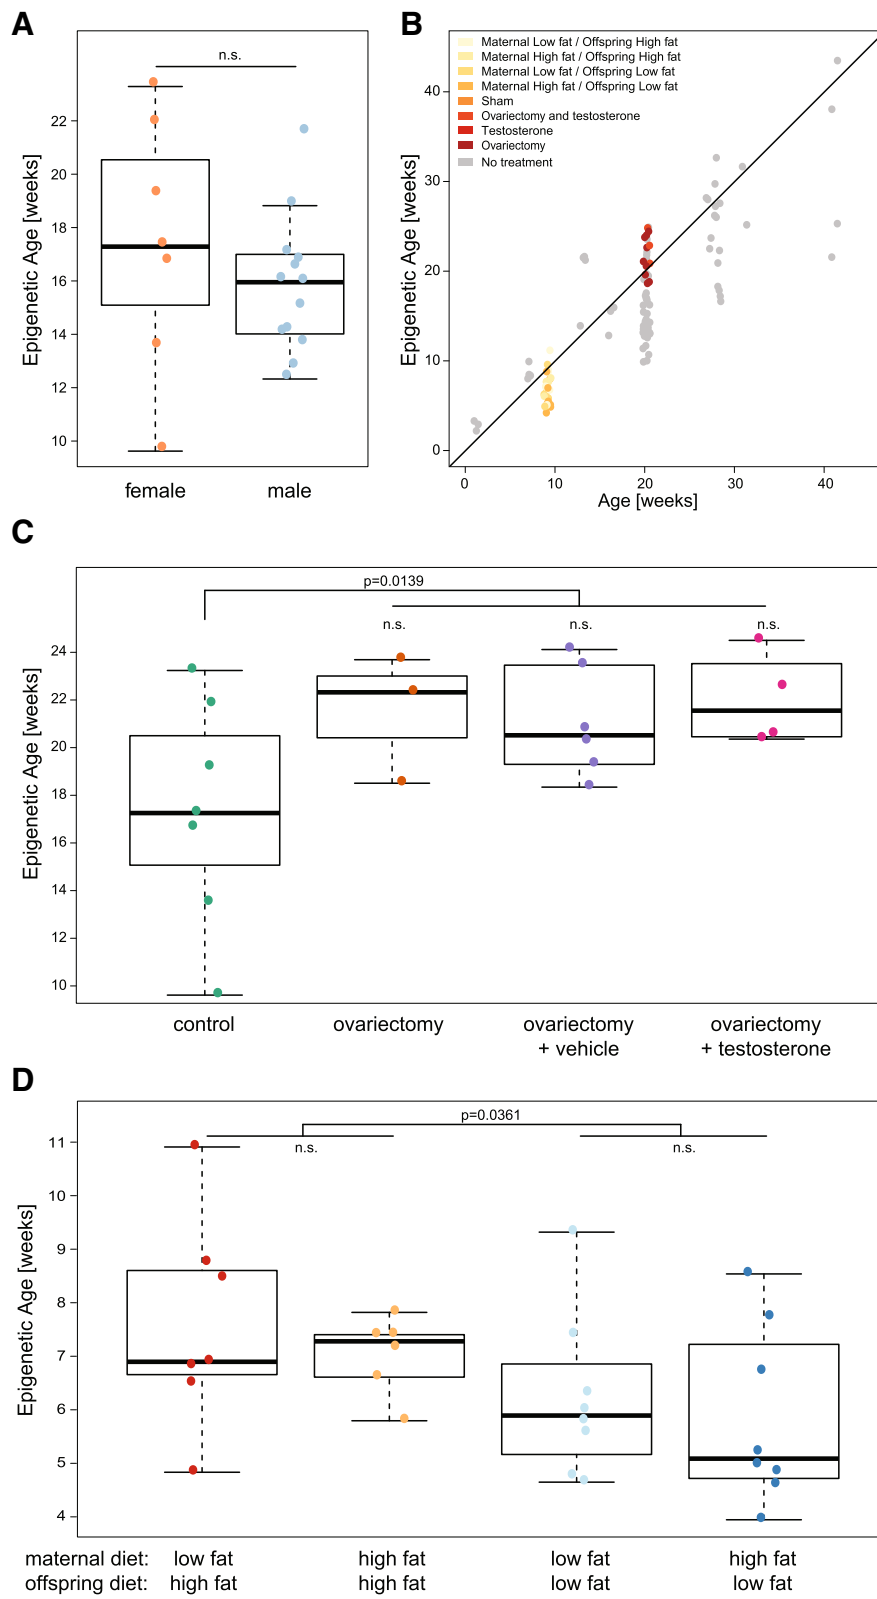 A
n.s.
Epigenetic Age [weeks]
22
20
18
16
14
12
10
female
male
B
Maternal Low fat / Offspring High fat
Maternal High fat / Offspring High fat
Maternal Low fat / Offspring Low fat
Maternal High fat / Offspring Low fat
Sham
Ovariectomy and testosterone
Testosterone
Ovariectomy
No treatment
Epigenetic Age [weeks]
40
30
20
10
0
0
10
20
30
40
Age [weeks]
C
p=0.0139
n.s.
n.s.
n.s.
Epigenetic Age [weeks]
24
22
20
18
16
14
12
10
control
ovariectomy
ovariectomy
+ vehicle
ovariectomy
+ testosterone
D
p=0.0361
n.s.
n.s.
Epigenetic Age [weeks]
11
10
9
8
7
6
5
4
maternal diet: low fat high fat low fat high fat
offspring diet: high fat high fat low fat low fat